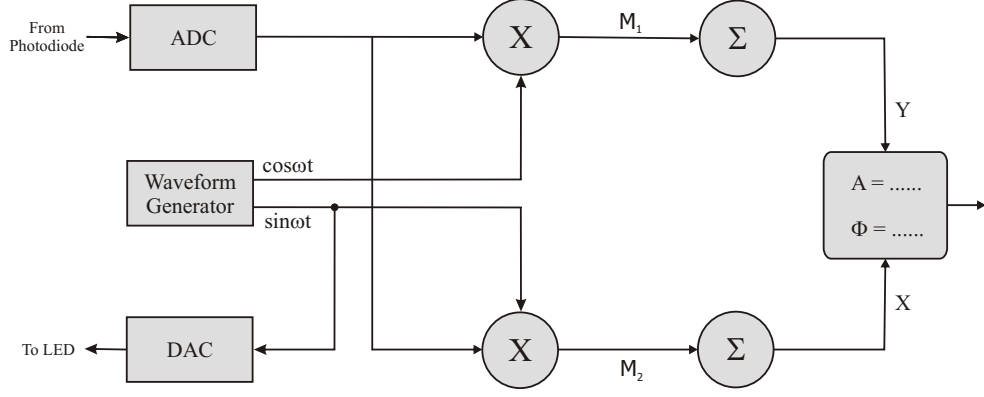 From
Photodiode
ADC
X
M₁
Σ
Y
cosωt
Waveform
Generator
sinωt
A = ......
Φ = ......
X
To LED
DAC
X
M₂
Σ